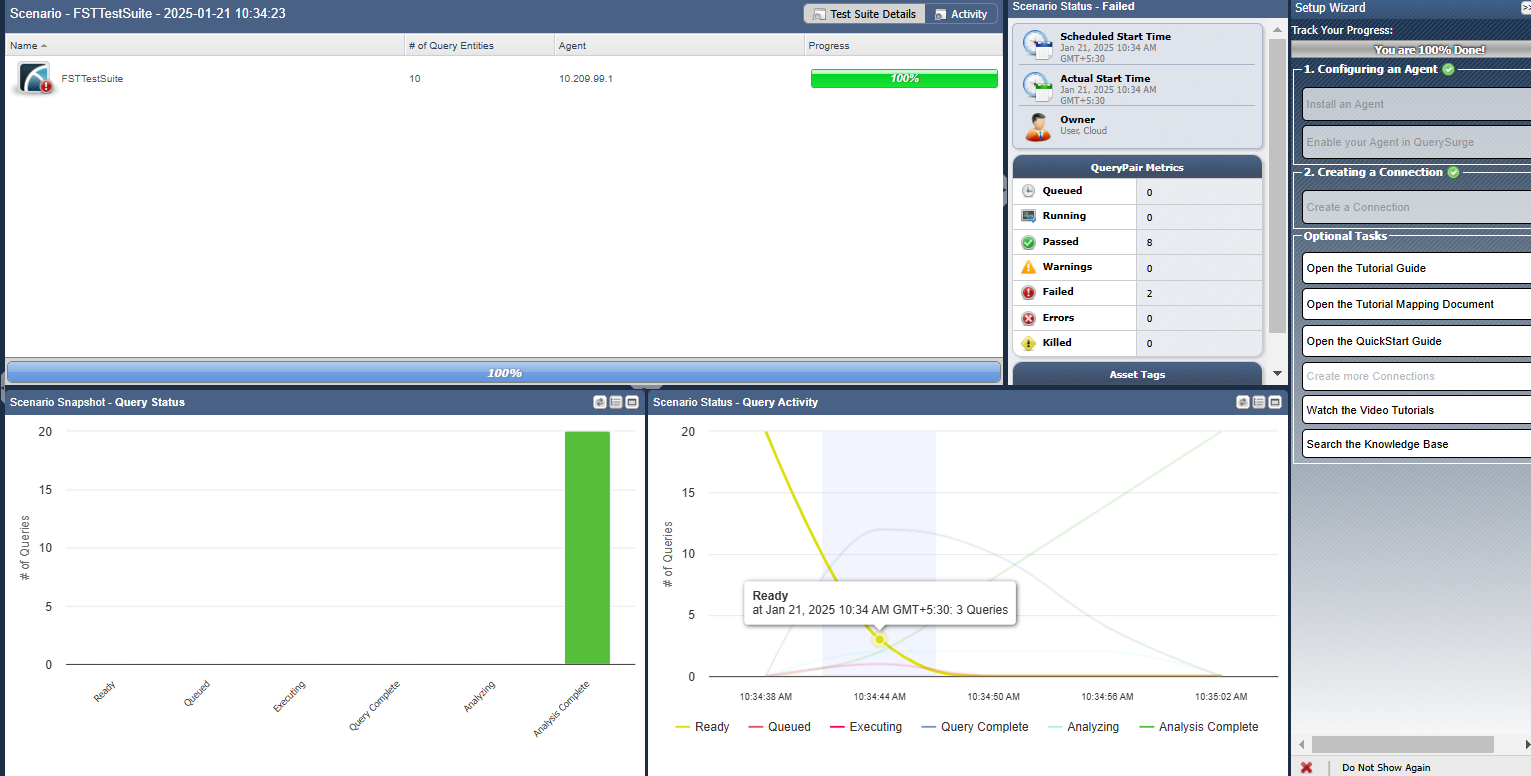 Scenario - FSTTestSuite - 2025-01-21 10:34:23
Test Suite Details
Activity
Name
# of Query Entities
Agent
Progress
FSTTestSuite
10
10.209.99.1
100%
100%
Scenario Status - Failed
Scheduled Start Time
Jan 21, 2025 10:34 AM
GMT+5:30
Actual Start Time
Jan 21, 2025 10:34 AM
GMT+5:30
Owner
User, Cloud
QueryPair Metrics
Queued 0
Running 0
Passed 8
Warnings 0
Failed 2
Errors 0
Killed 0
Asset Tags
Setup Wizard
>>
Track Your Progress:
You are 100% Done!
1. Configuring an Agent
Install an Agent
Enable your Agent in QuerySurge
2. Creating a Connection
Create a Connection
Optional Tasks
Open the Tutorial Guide
Open the Tutorial Mapping Document
Open the QuickStart Guide
Create more Connections
Watch the Video Tutorials
Search the Knowledge Base
Do Not Show Again
Scenario Snapshot - Query Status
# of Queries
20
15
10
5
0
Ready
Queued
Executing
Query Complete
Analyzing
Analysis Complete
Scenario Status - Query Activity
# of Queries
20
15
10
5
0
Ready
at Jan 21, 2025 10:34 AM GMT+5:30: 3 Queries
10:34:38 AM
10:34:44 AM
10:34:50 AM
10:34:56 AM
10:35:02 AM
Ready
Queued
Executing
Query Complete
Analyzing
Analysis Complete